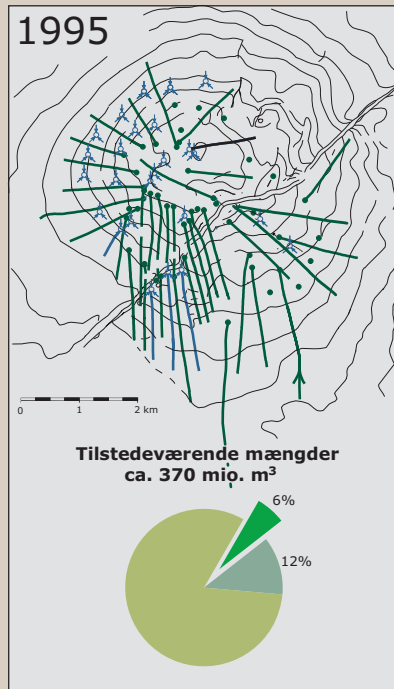 1995
0 1 2 km
Tilstedeværende mængder
ca. 370 mio. m³
6%
12%